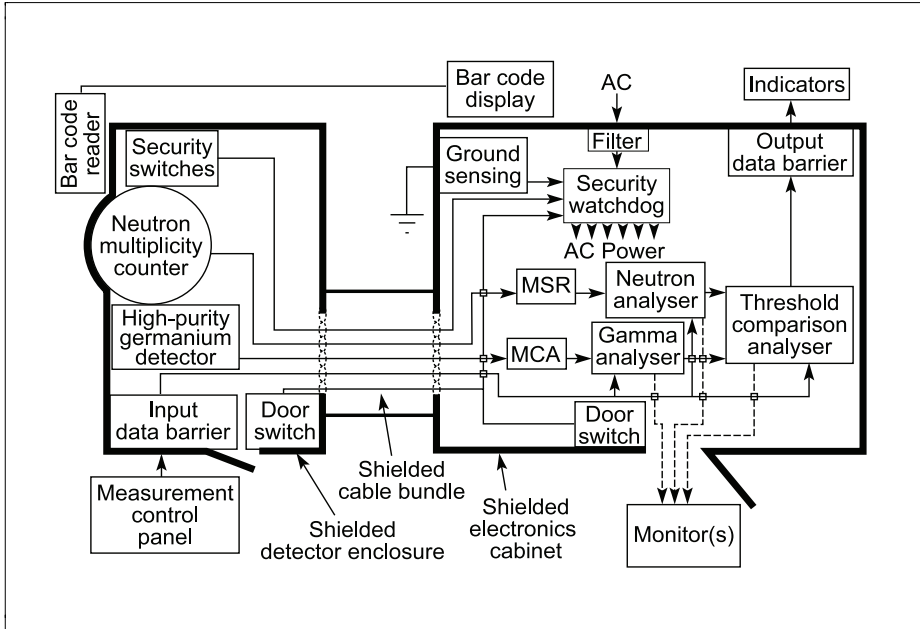 Bar code
display
AC
Indicators
Bar code
reader
Security
switches
Ground
sensing
Filter
Output
data barrier
Security
watchdog
Neutron
multiplicity
counter
AC Power
MSR
Neutron
analyser
Threshold
comparison
analyser
High-purity
germanium
detector
MCA
Gamma
analyser
Input
data barrier
Door
switch
Door
switch
Measurement
control
panel
Shielded
cable bundle
Shielded
detector enclosure
Shielded
electronics
cabinet
Monitor(s)